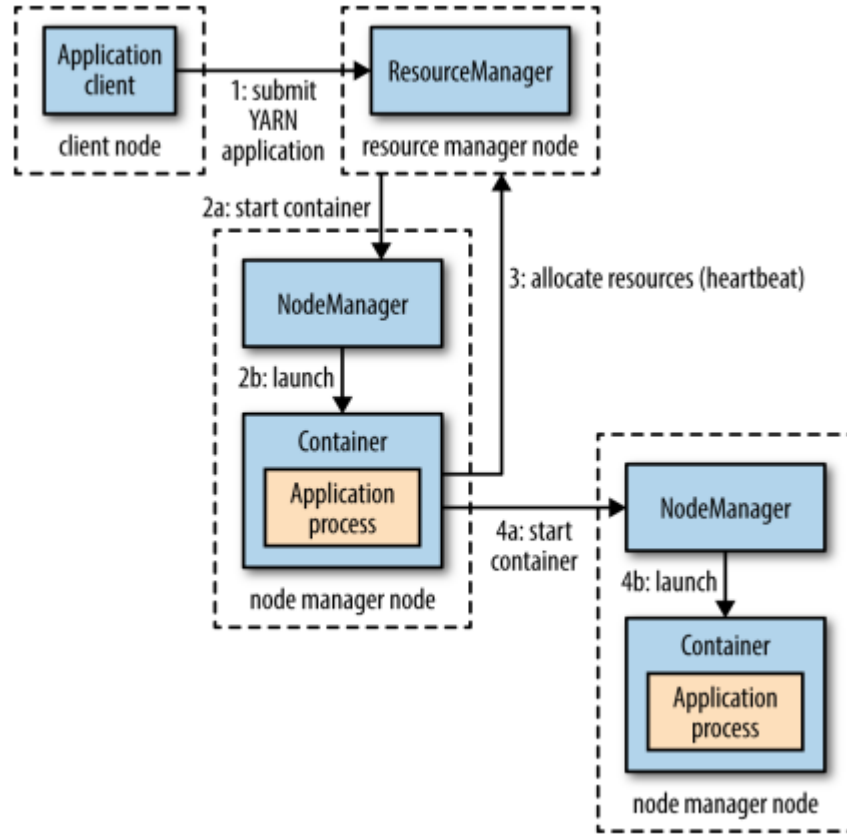 Application
client
client node
1: submit
YARN
application
ResourceManager
resource manager node
2a: start container
NodeManager
2b: launch
Container
Application
process
node manager node
3: allocate resources (heartbeat)
4a: start
container
NodeManager
4b: launch
Container
Application
process
node manager node